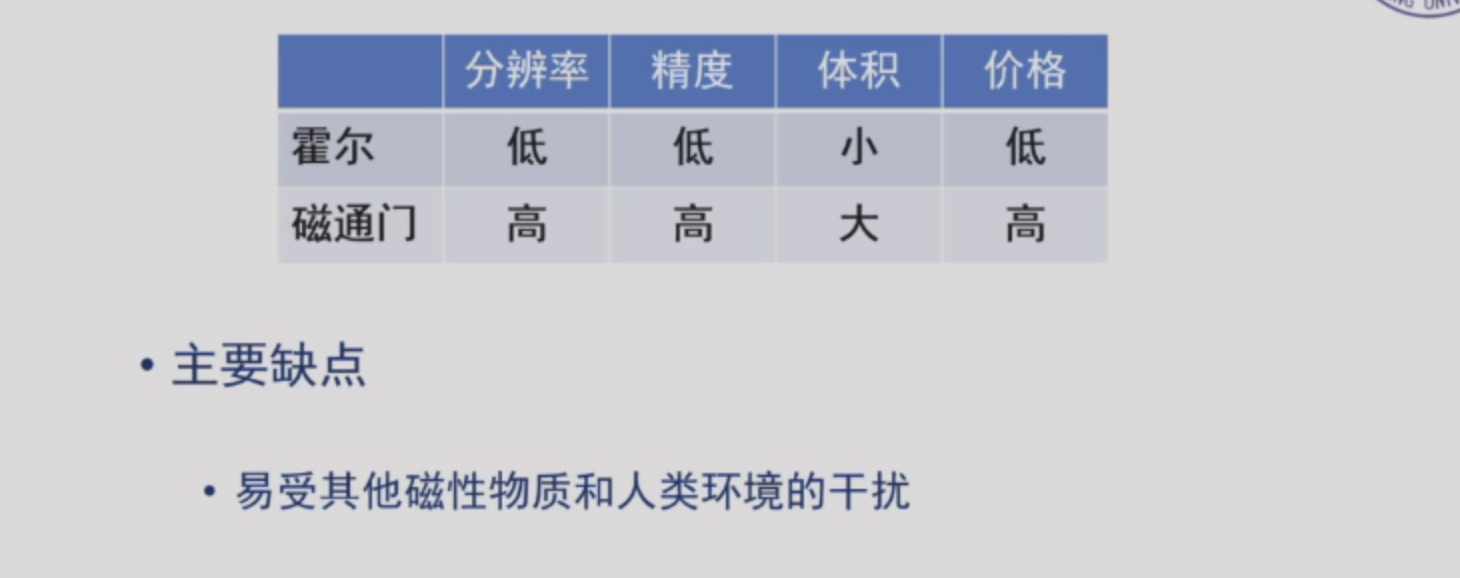 分辨率 精度 体积 价格
霍尔 低 低 小 低
磁通门 高 高 大 高
• 主要缺点
• 易受其他磁性物质和人类环境的干扰